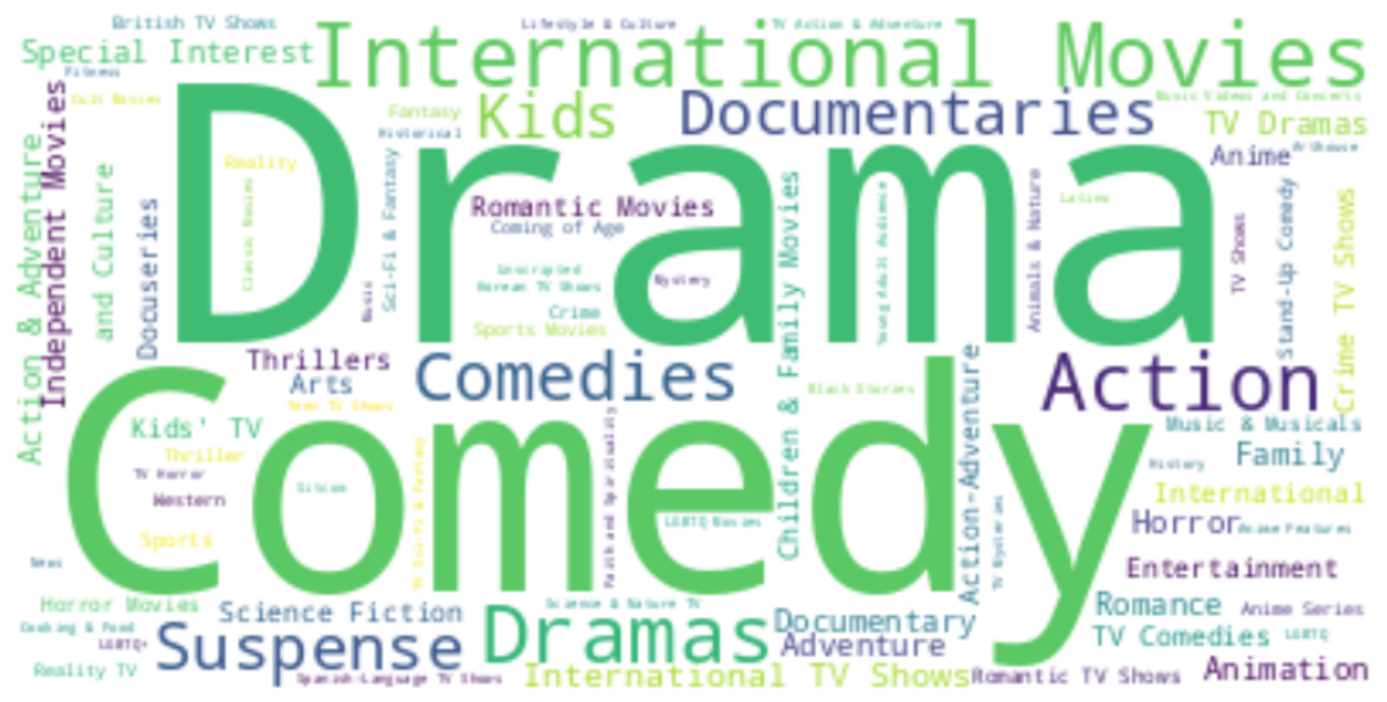 British TV Shows
Lifestyle & Culture
TV Action & Adventure
Special Interest
International Movies
Fitness
Cult Movies
Kids
Documentaries
Music Videos and Concerts
Fantasy
Historical
TV Dramas
Arthouse
Anime
Action & Adventure
Independent Movies
and Culture
Docuseries
Drama
Reality
Classic Movies
Music
Sci-Fi & Fantasy
Romantic Movies
Coming of Age
Unscripted
Korean TV Shows
Crime
Sports Movies
Mystery
Children & Family Movies
Young Adult Audience
Animals & Nature
Latino
TV Shows
Stand-Up Comedy
Crime TV Shows
Thrillers
Arts
Teen TV Shows
Comedies
Black Stories
Action
Comedy
Kids' TV
Thriller
TV Horror
Western
Sports
News
Sitcom
TV Sci-Fi & Fantasy
Faith and Spirituality
LGBTQ Movies
Action-Adventure
TV Mysteries
Music & Musicals
History
Family
International
Horror
Anime Features
Entertainment
Horror Movies
Science Fiction
Science & Nature TV
Cooking & Food
LGBTQ+
Suspense
Dramas
Documentary
Adventure
Romance
Anime Series
TV Comedies
LGBTQ
Reality TV
Spanish-Language TV Shows
International TV Shows
Romantic TV Shows
Animation